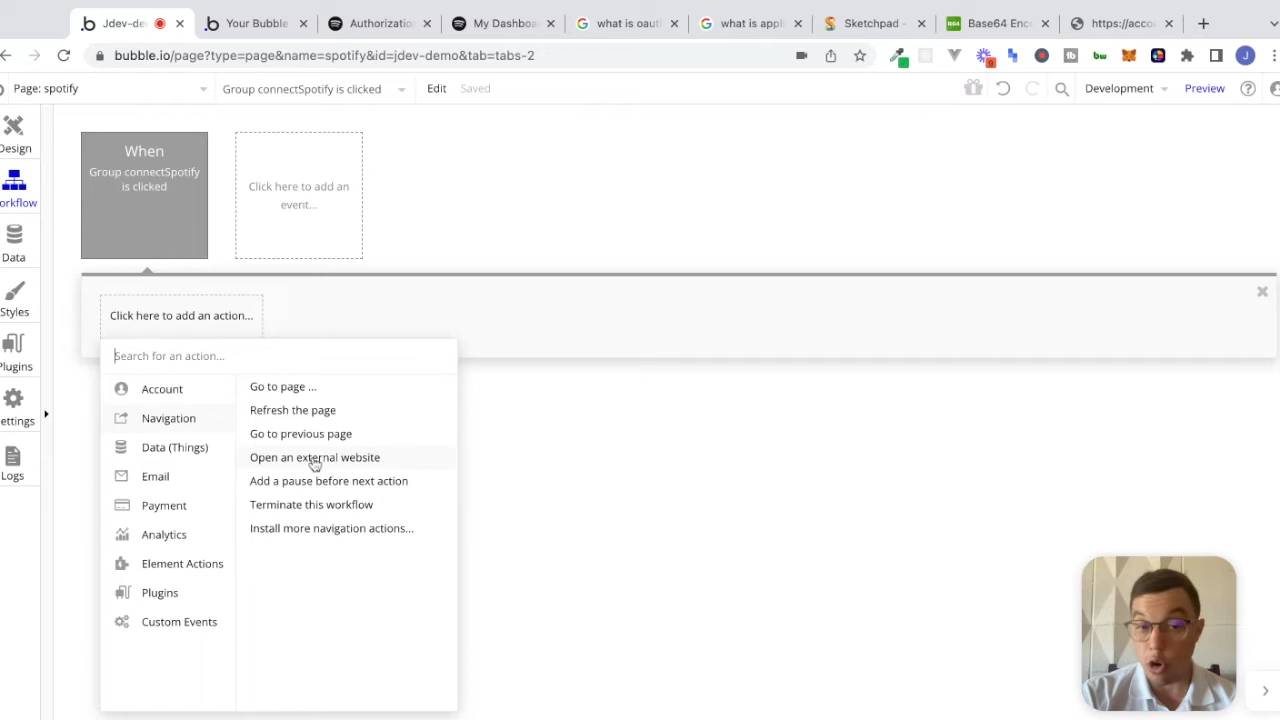 Jdev-de
Your Bubble
Authorizatio
My Dashboa
what is oaut
what is appli
Sketchpad -
Base64 Enc
https://acco
bubble.io/page?type=page&name=spotify&id=jdev-demo&tab=tabs-2
Page: spotify
Group connectSpotify is clicked
Edit
Saved
Development
Preview
Design
orkflow
Data
Styles
Plugins
ettings
Logs
When
Group connectSpotify
is clicked
Click here to add an
event...
Click here to add an action...
Search for an action...
Account
Navigation
Data (Things)
Email
Payment
Analytics
Element Actions
Plugins
Custom Events
Go to page ...
Refresh the page
Go to previous page
Open an external website
Add a pause before next action
Terminate this workflow
Install more navigation actions...